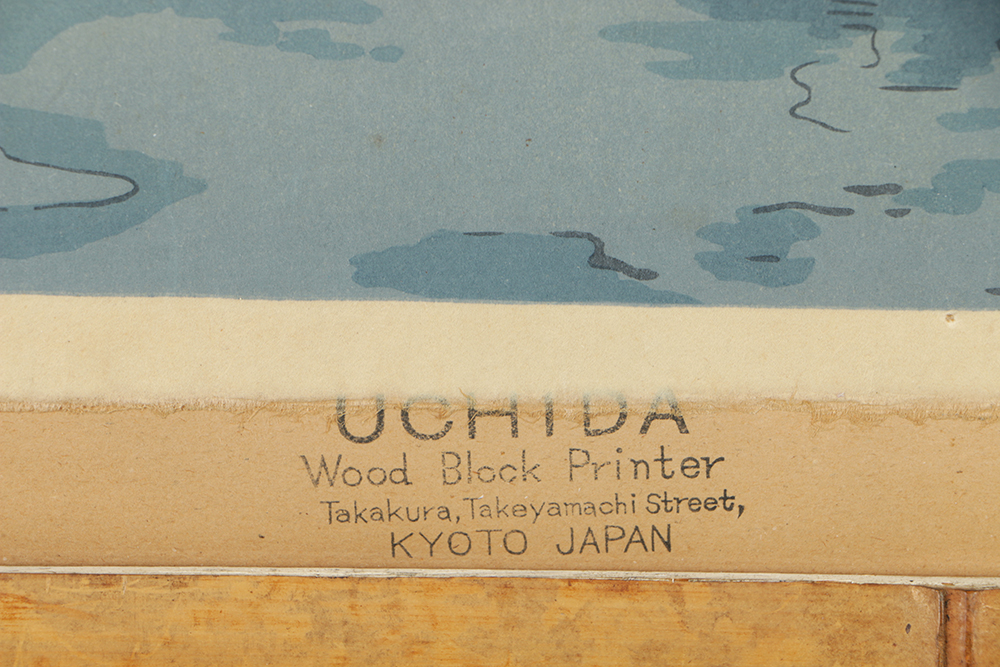 UCHIDA
Wood Block Printer
Takakura, Takeyamachi Street,
KYOTO JAPAN